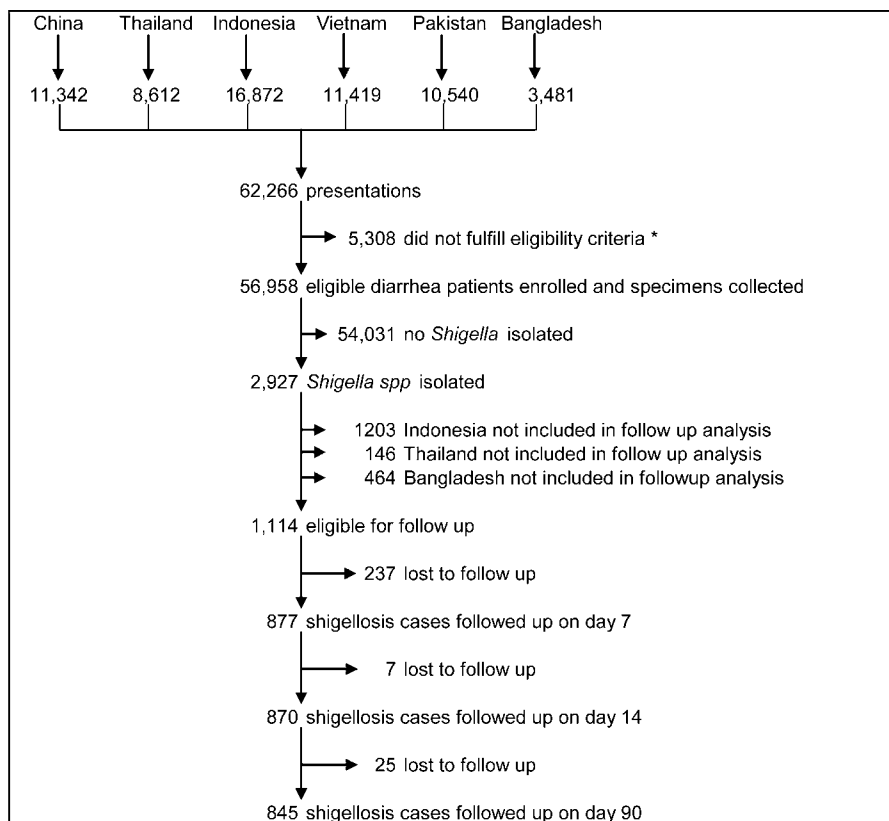 China Thailand Indonesia Vietnam Pakistan Bangladesh
11,342 8,612 16,872 11,419 10,540 3,481
62,266 presentations
5,308 did not fulfill eligibility criteria *
56,958 eligible diarrhea patients enrolled and specimens collected
54,031 no Shigella isolated
2,927 Shigella spp isolated
1203 Indonesia not included in follow up analysis
146 Thailand not included in follow up analysis
464 Bangladesh not included in followup analysis
1,114 eligible for follow up
237 lost to follow up
877 shigellosis cases followed up on day 7
7 lost to follow up
870 shigellosis cases followed up on day 14
25 lost to follow up
845 shigellosis cases followed up on day 90